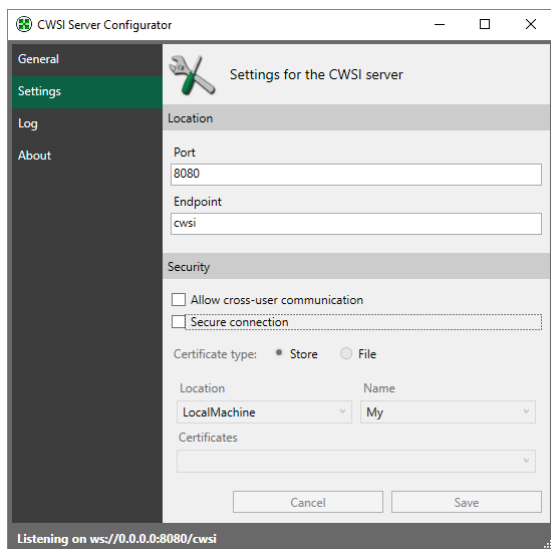 CWSI Server Configurator
General
Settings
Log
About
Settings for the CWSI server
Location
Port
8080
Endpoint
cwsi
Security
Allow cross-user communication
Secure connection
Certificate type: Store File
Location Name
LocalMachine My
Certificates
Cancel Save
Listening on ws://0.0.0.0:8080/cwsi